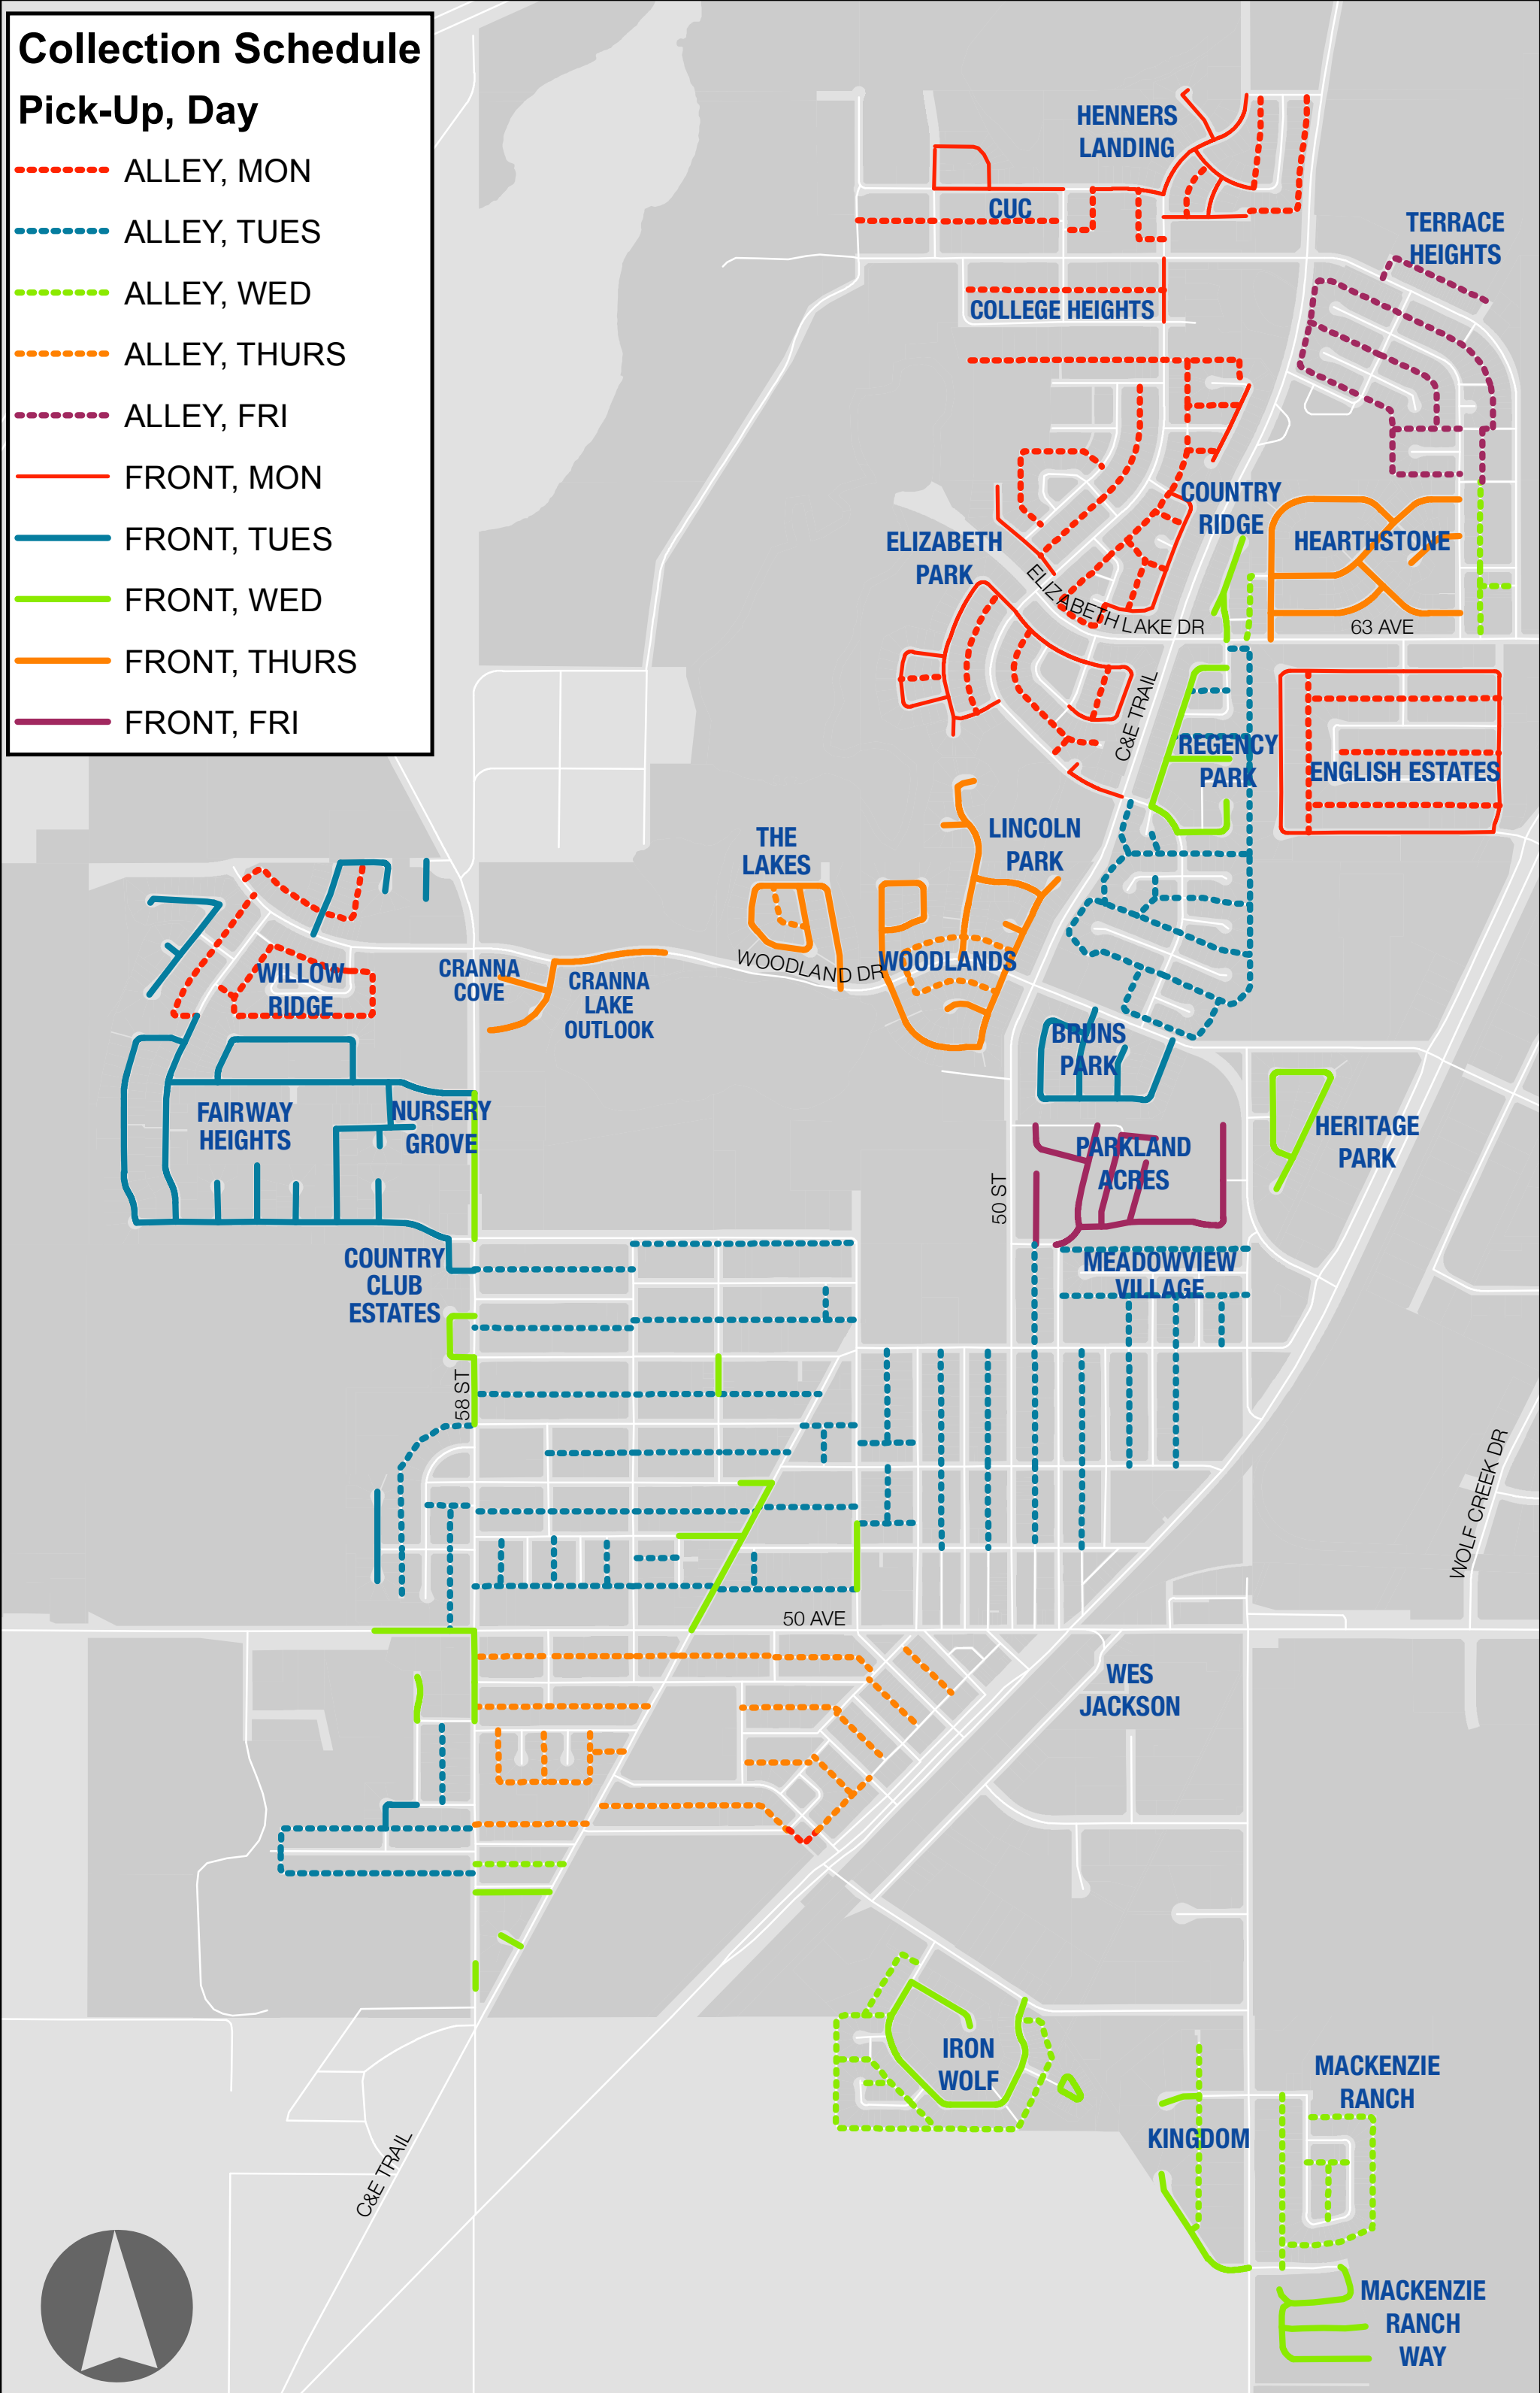 Collection Schedule
Pick-Up, Day
ALLEY, MON
ALLEY, TUES
ALLEY, WED
ALLEY, THURS
ALLEY, FRI
FRONT, MON
FRONT, TUES
FRONT, WED
FRONT, THURS
FRONT, FRI
HENNERS
LANDING
CUC
TERRACE
HEIGHTS
COLLEGE HEIGHTS
COUNTRY
RIDGE
HEARTHSTONE
ELIZABETH
PARK
ELIZABETH LAKE DR
63 AVE
C&E TRAIL
REGENCY
PARK
ENGLISH ESTATES
THE
LAKES
LINCOLN
PARK
WOODLAND DR
WOODLANDS
WILLOW
RIDGE
CRANNA
COVE
CRANNA
LAKE
OUTLOOK
BRUNS
PARK
FAIRWAY
HEIGHTS
NURSERY
GROVE
HERITAGE
PARK
PARKLAND
ACRES
50 ST
COUNTRY
CLUB
ESTATES
MEADOWVIEW
VILLAGE
58 ST
WOLF CREEK DR
50 AVE
WES
JACKSON
IRON
WOLF
MACKENZIE
RANCH
KINGDOM
C&E TRAIL
MACKENZIE
RANCH
WAY